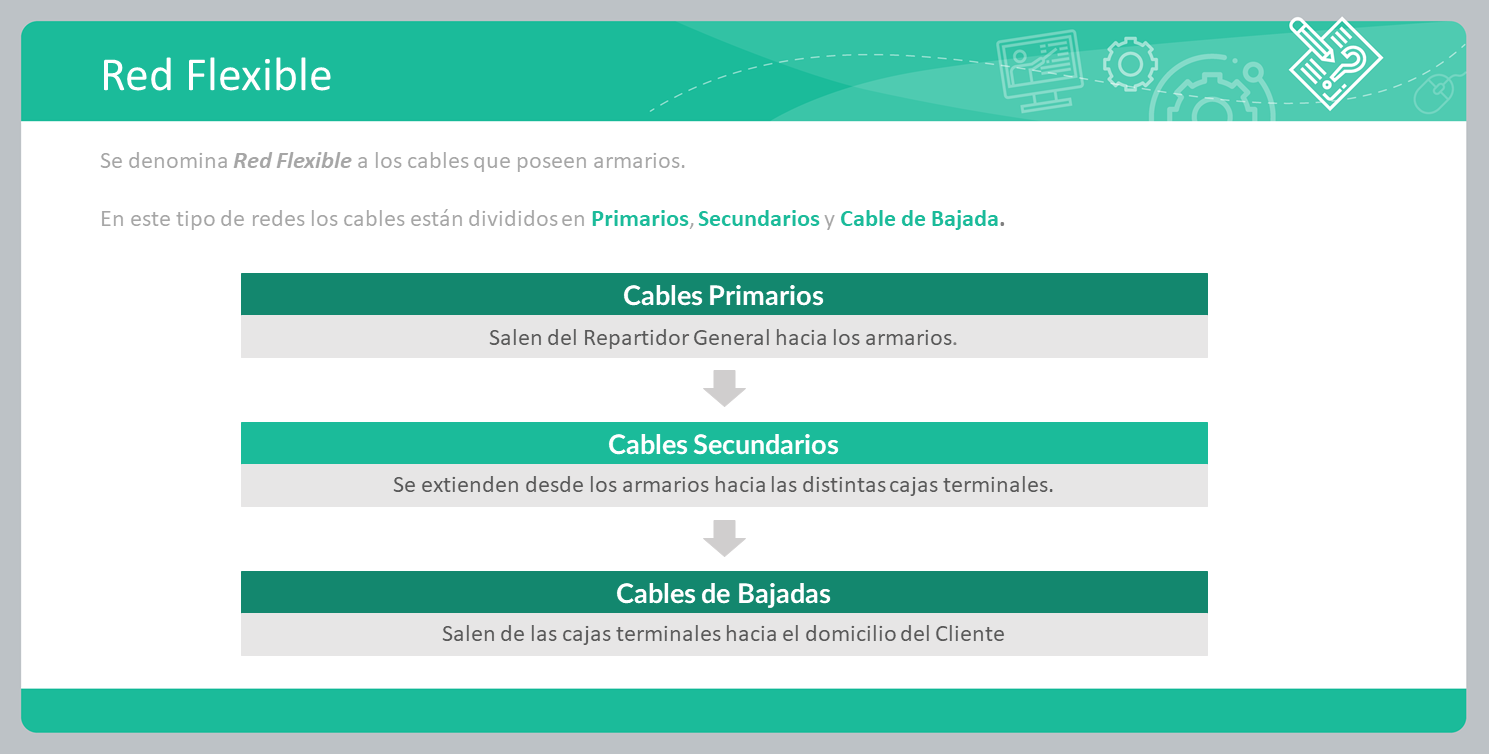 Red Flexible
Se denomina Red Flexible a los cables que poseen armarios.
En este tipo de redes los cables están divididos en Primarios, Secundarios y Cable de Bajada.
Cables Primarios
Salen del Repartidor General hacia los armarios.
Cables Secundarios
Se extienden desde los armarios hacia las distintas cajas terminales.
Cables de Bajadas
Salen de las cajas terminales hacia el domicilio del Cliente